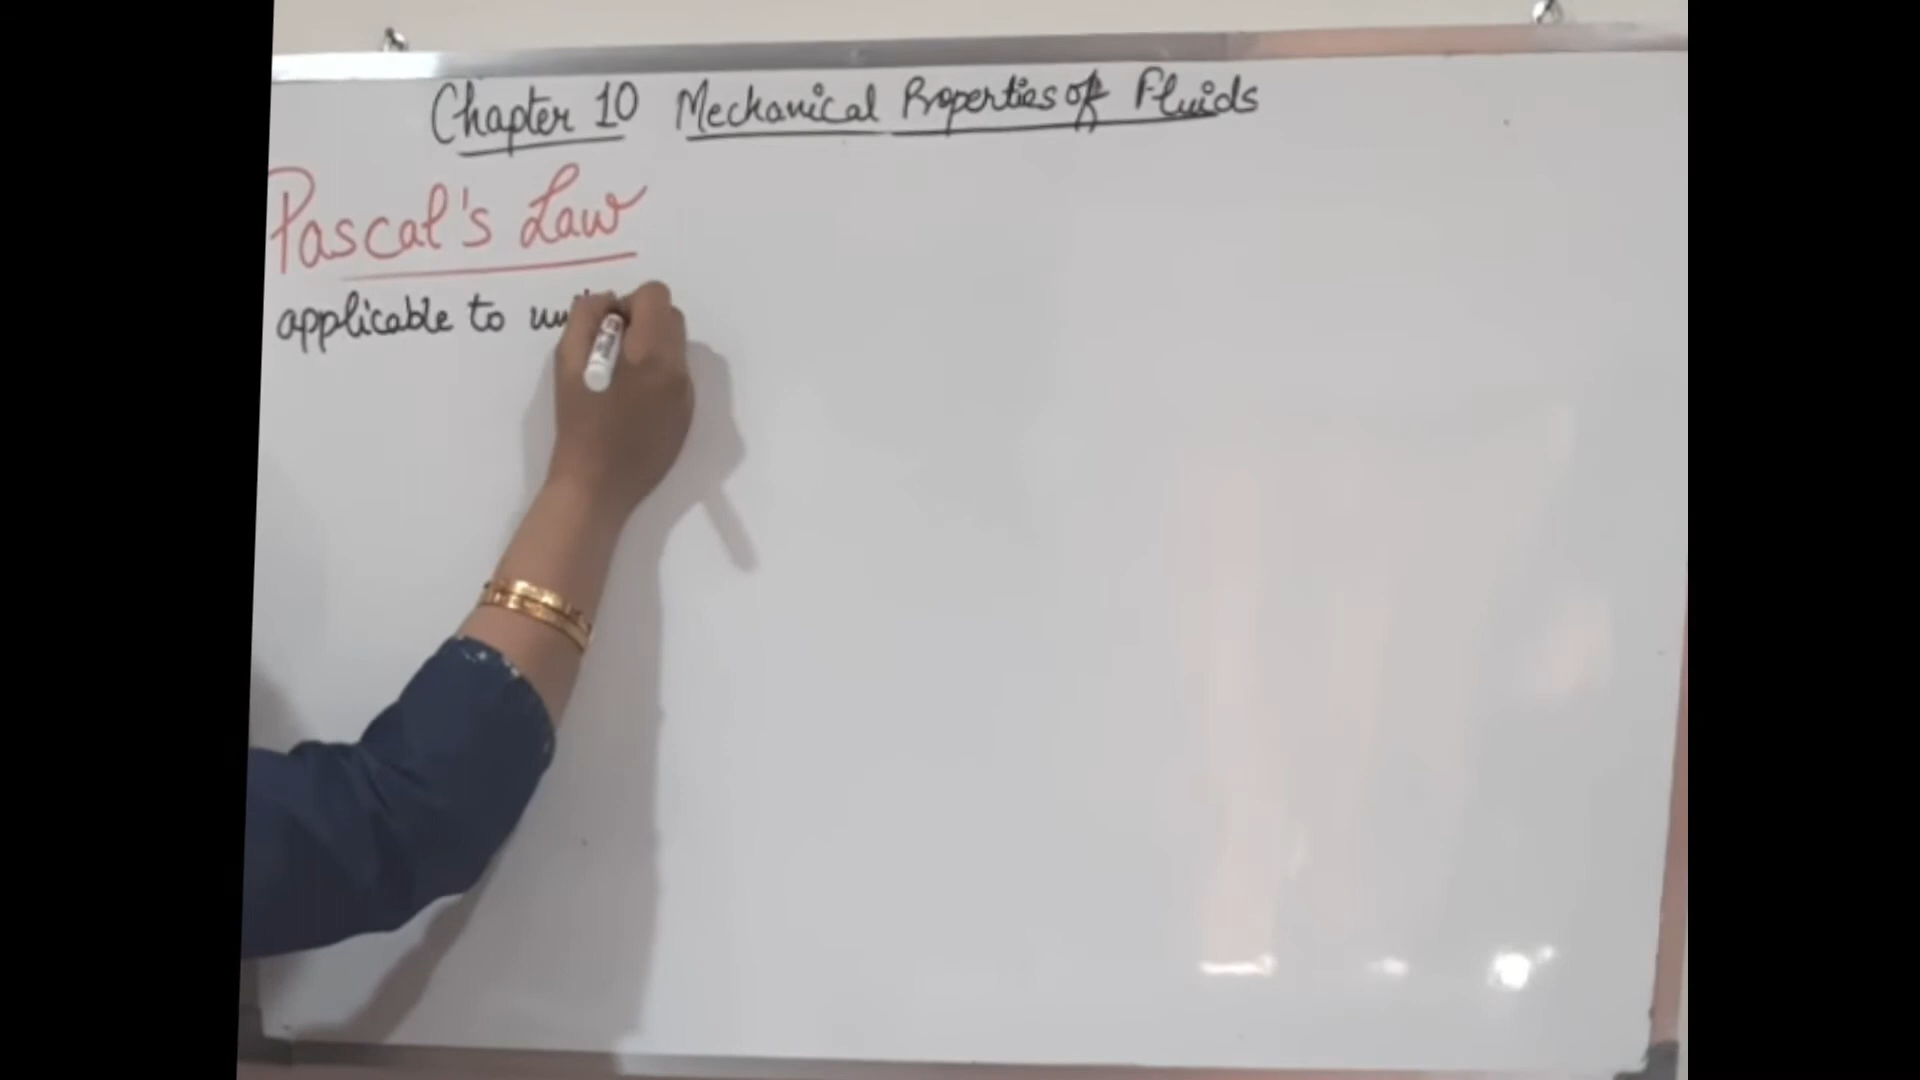 Chapter 10 Mechanical Properties of Fluids
Pascal's Law
applicable to